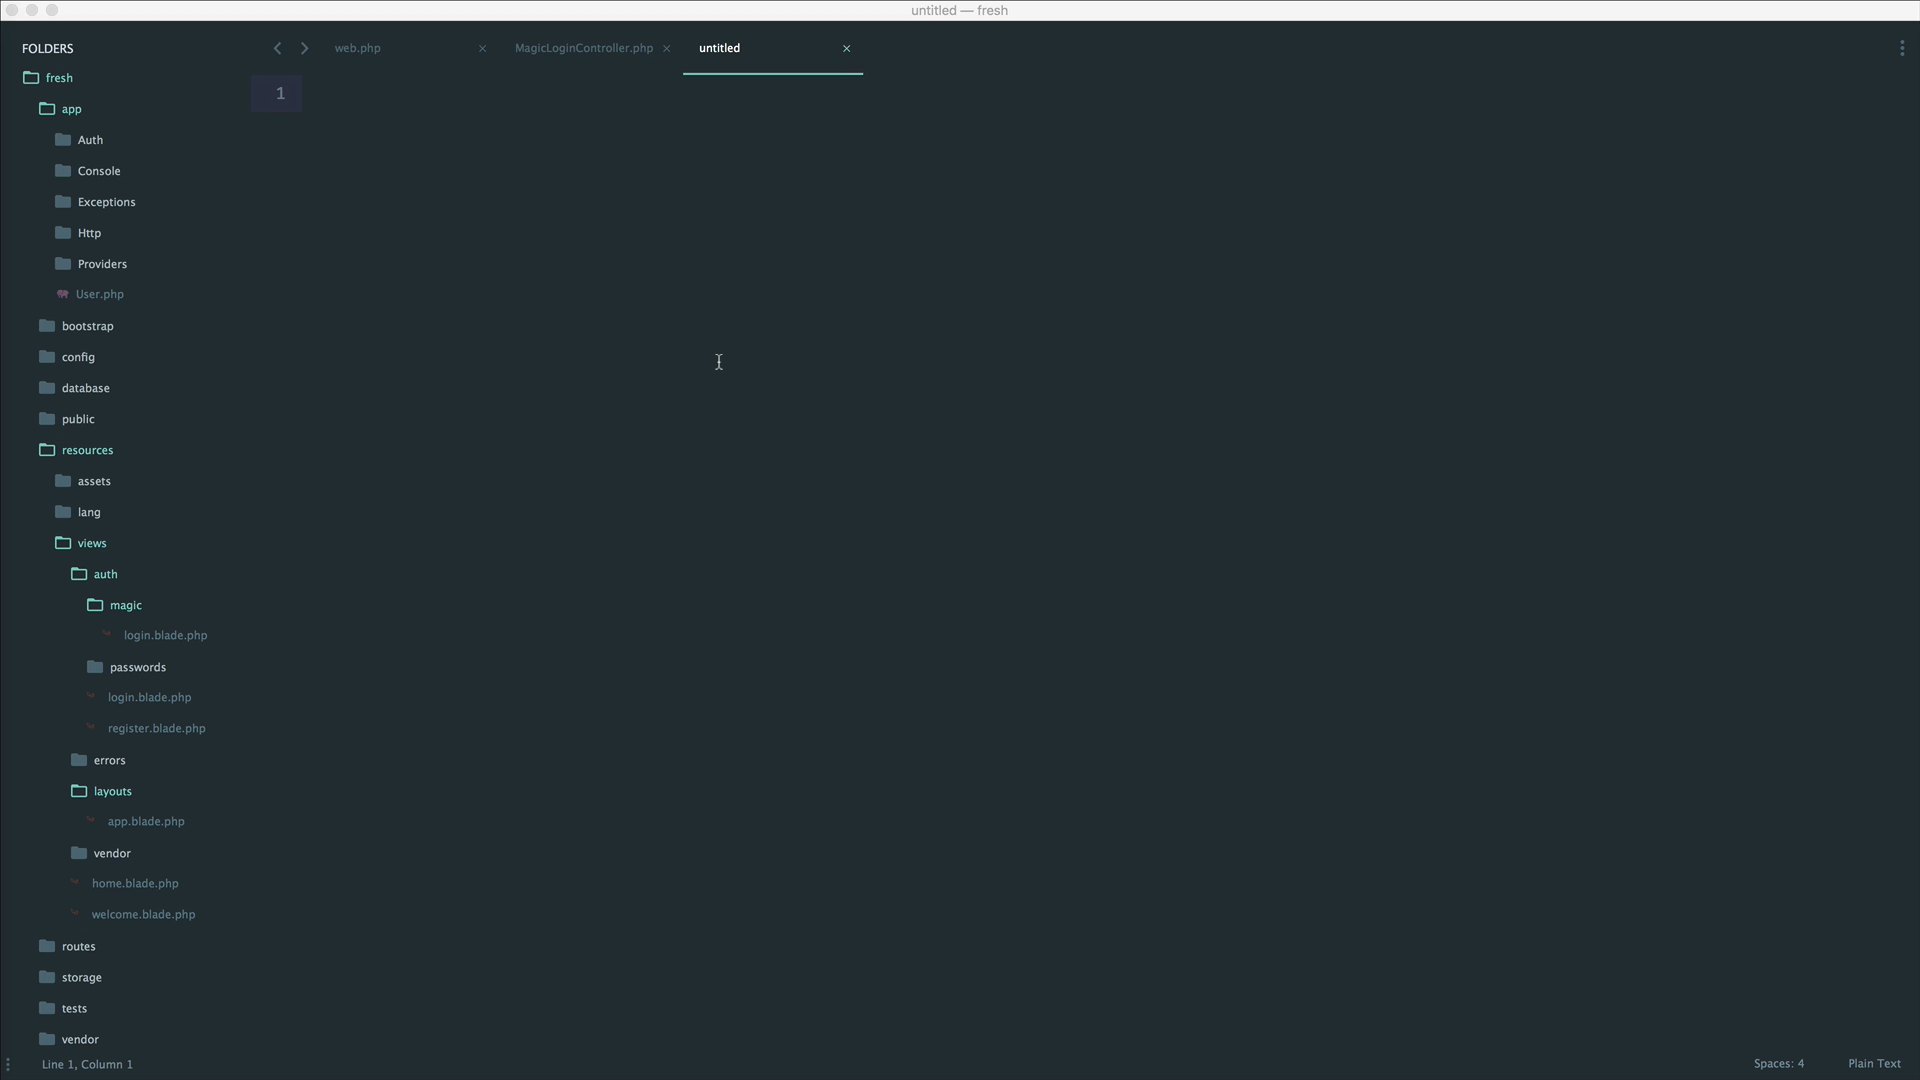 untitled — fresh
FOLDERS
web.php
MagicLoginController.php
untitled
fresh
1
app
Auth
Console
Exceptions
Http
Providers
User.php
bootstrap
config
database
public
resources
assets
lang
views
auth
magic
login.blade.php
passwords
login.blade.php
register.blade.php
errors
layouts
app.blade.php
vendor
home.blade.php
welcome.blade.php
routes
storage
tests
vendor
Line 1, Column 1
Spaces: 4
Plain Text